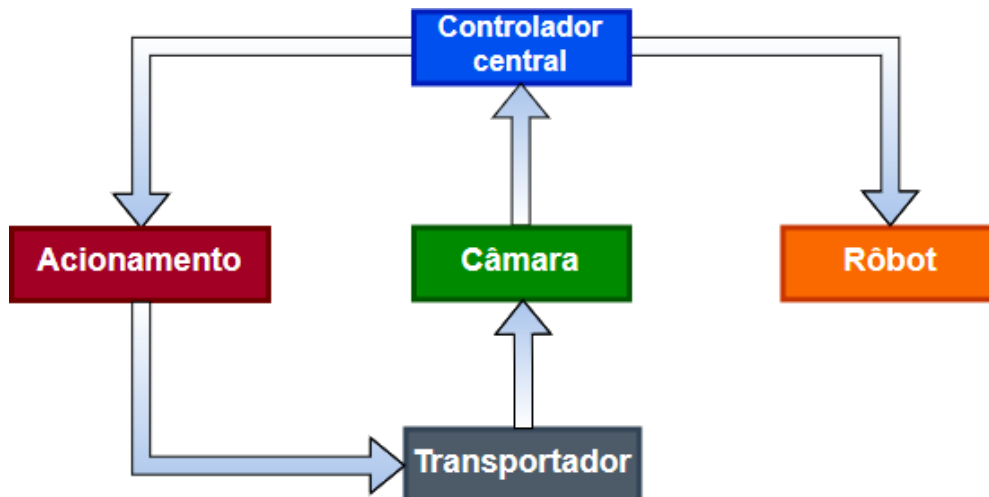 Controlador
central
Acionamento
Câmara
Rôbot
Transportador